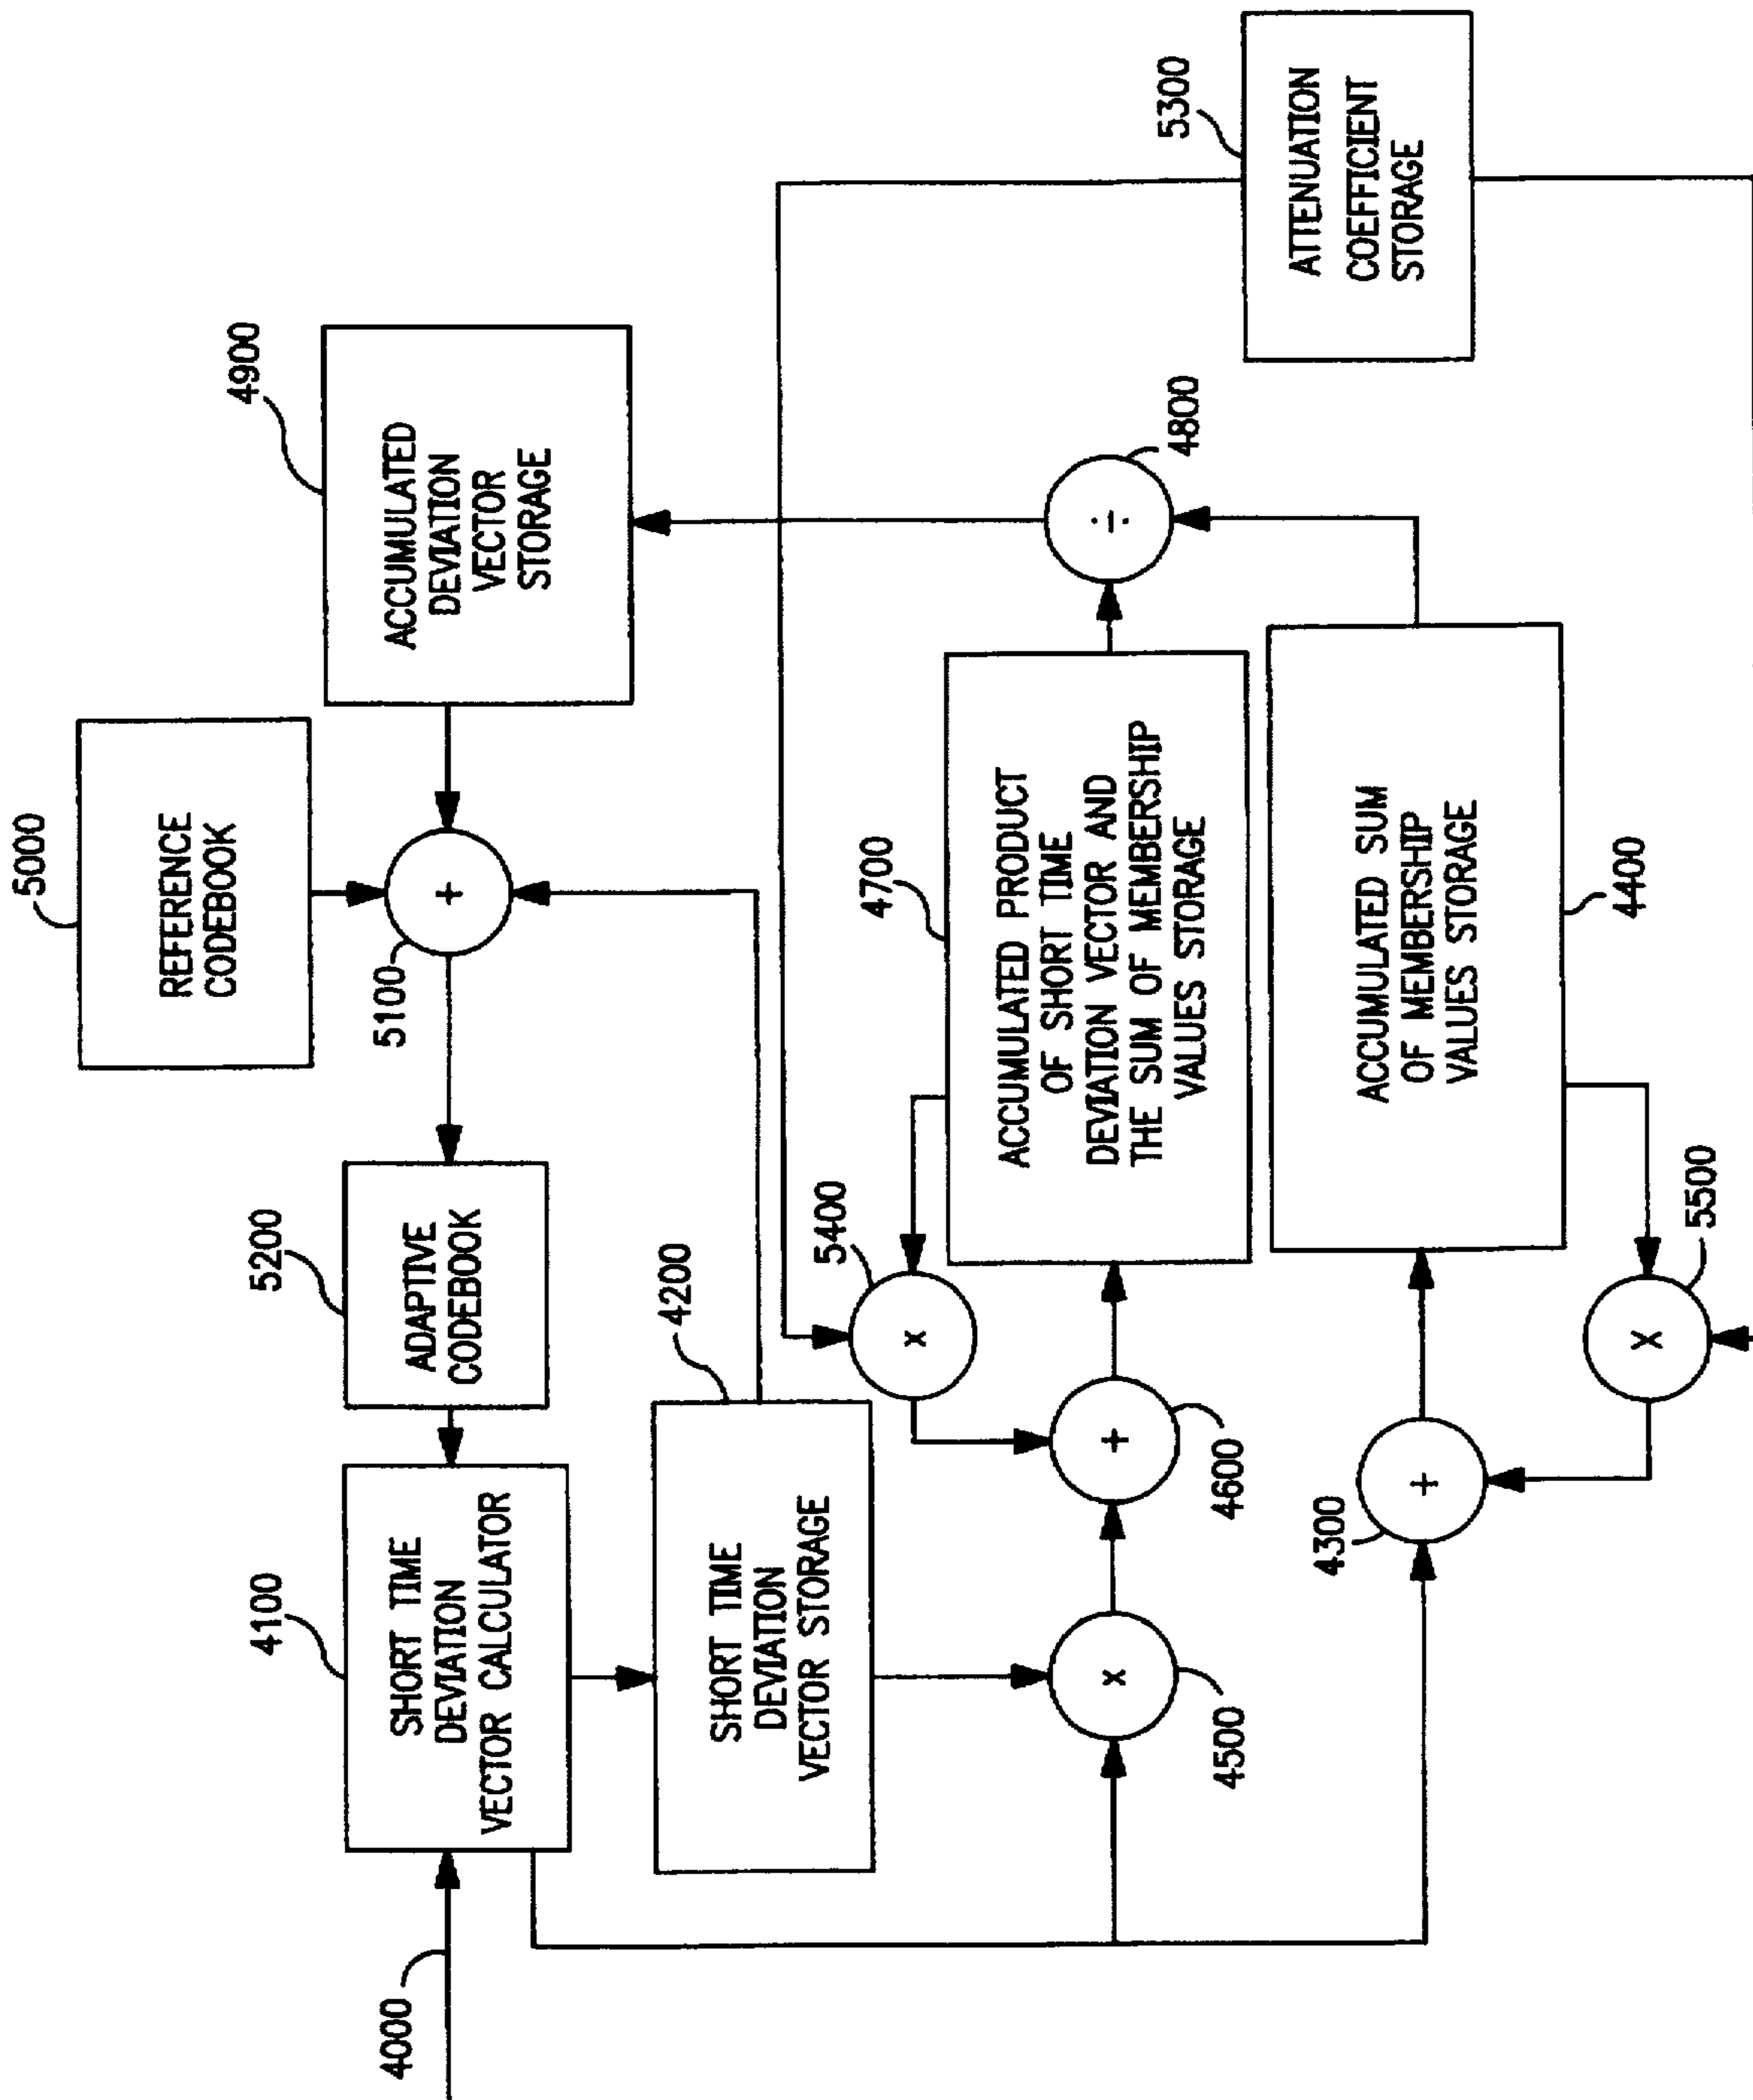 4000
4100
SHORT TIME
DEVIATION
VECTOR CALCULATOR
5200
ADAPTIVE
CODEBOOK
5000
REFERENCE
CODEBOOK
5100
+
4900
ACCUMULATED
DEVIATION
VECTOR
STORAGE
4200
SHORT TIME
DEVIATION
VECTOR STORAGE
4500
x
4600
+
5400
x
4700
ACCUMULATED PRODUCT
OF SHORT TIME
DEVIATION VECTOR AND
THE SUM OF MEMBERSHIP
VALUES STORAGE
÷
4800
5300
ATTENUATION
COEFFICIENT
STORAGE
4300
+
ACCUMULATED SUM
OF MEMBERSHIP
VALUES STORAGE
4400
X
5500